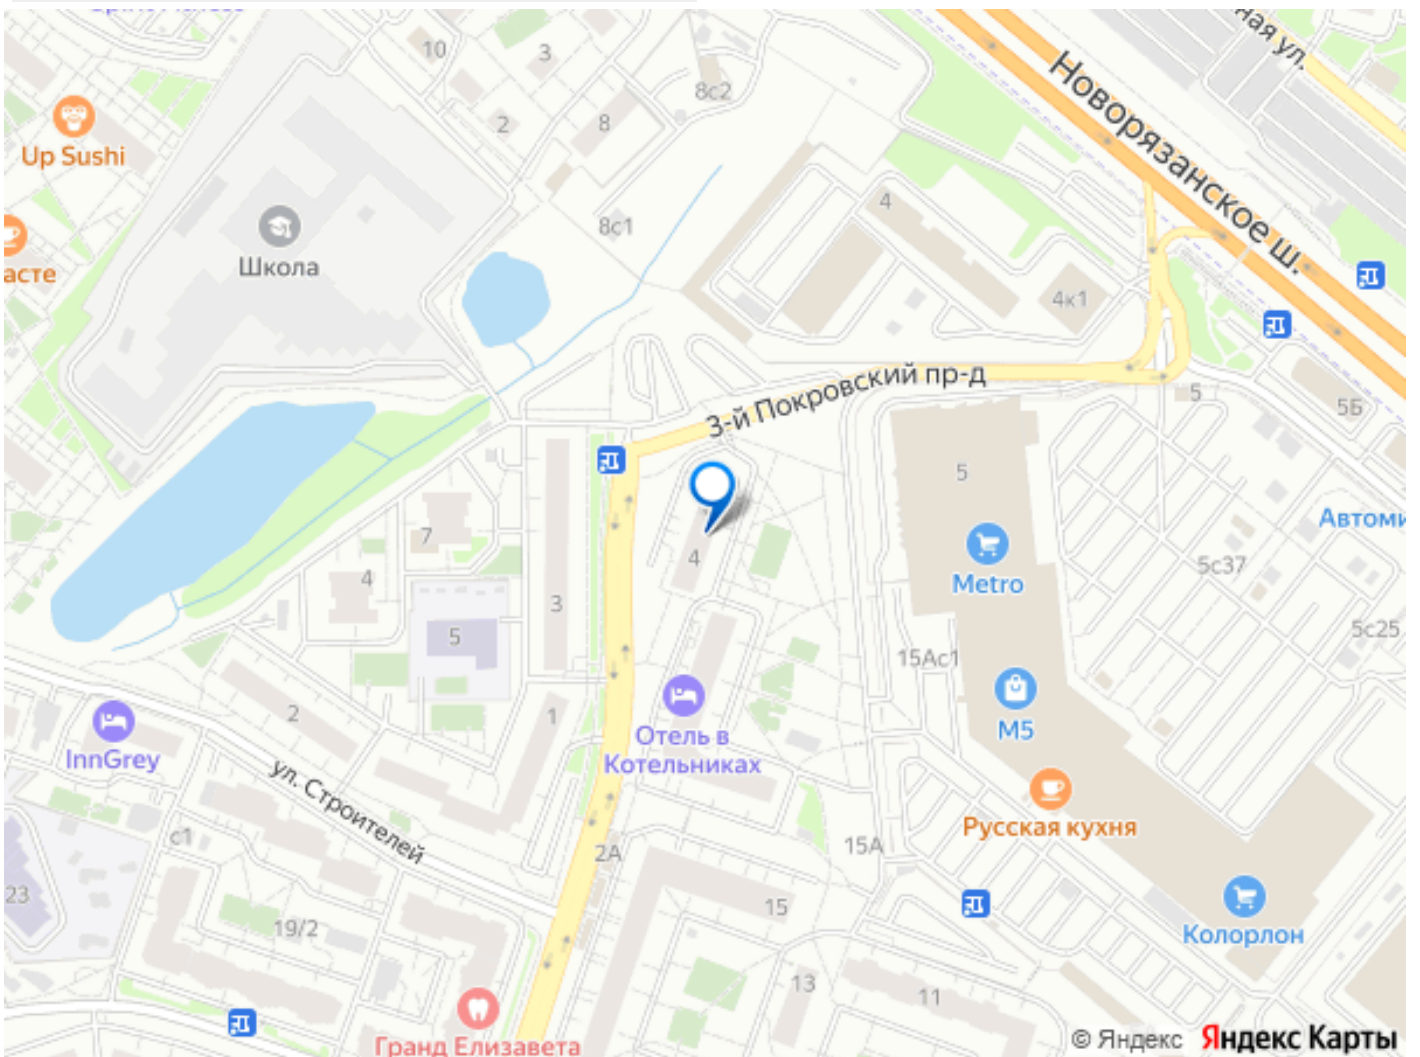 10
3
8с2
ная ул.
Новорязанское ш.
Up Sushi
2
8
4
8с1
Школа
асте
4к1
3-й Покровский пр-д
5
5Б
5
Автоми
7
4
4
Metro
5с37
3
5
5с25
15Ас1
2
1
М5
InnGrey
Отель в
Котельниках
ул. Строителей
Русская кухня
с1
2А
15А
23
15
19/2
Колорлон
13
11
Гранд Елизавета
© Яндекс Яндекс Карты